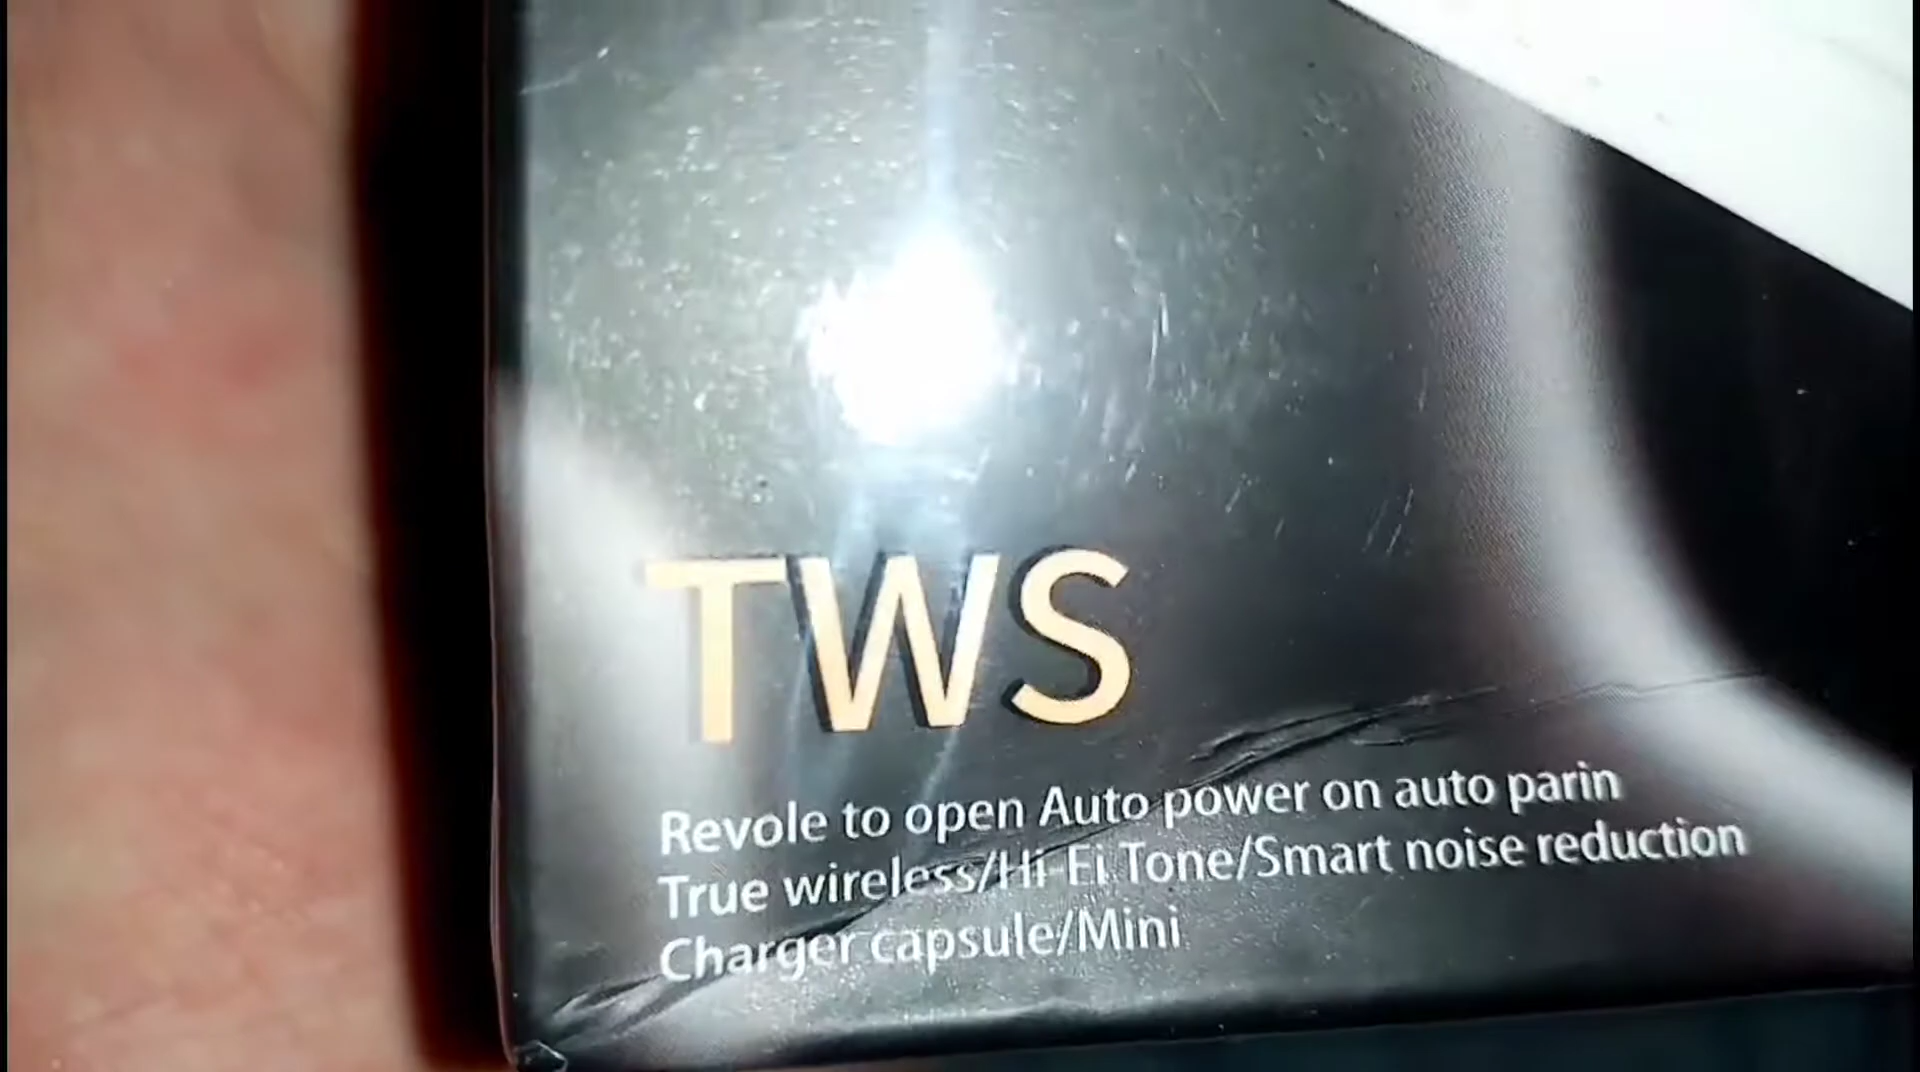 TWS
Revole to open Auto power on auto parin
True wireless/Hi-Fi Tone/Smart noise reduction
Charger capsule/Mini